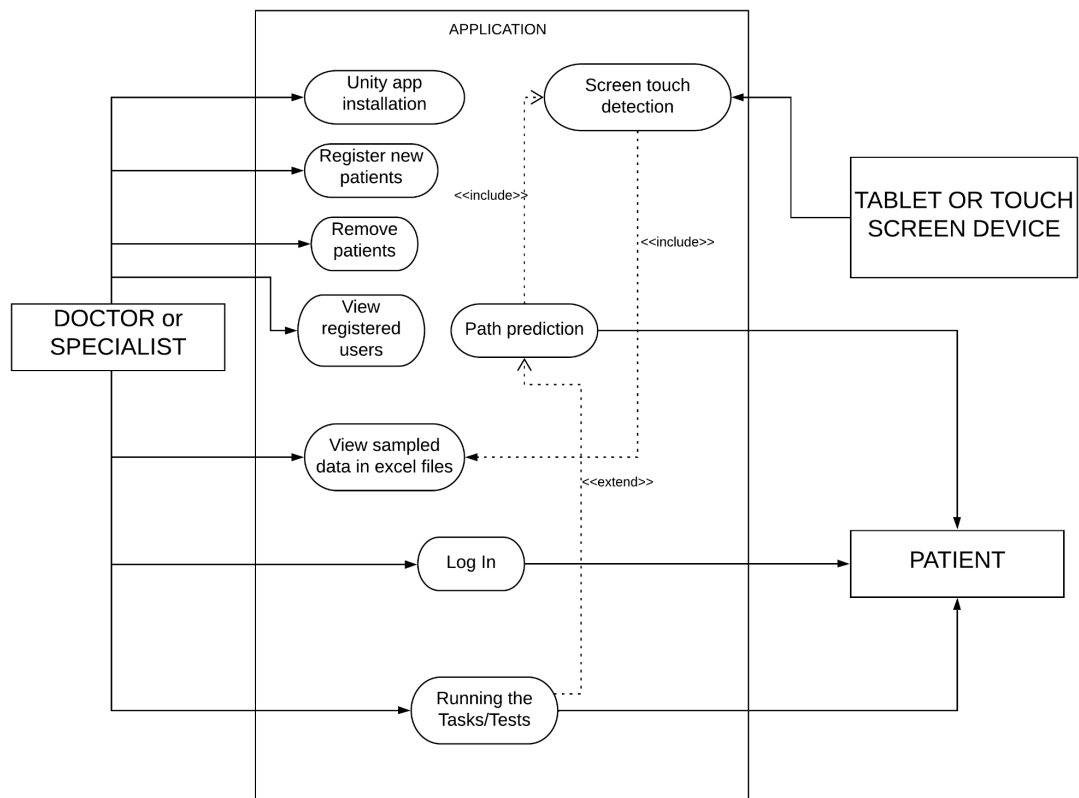 APPLICATION
Unity app
installation
Screen touch
detection
Register new
patients
<<include>>
TABLET OR TOUCH
SCREEN DEVICE
Remove
patients
<<include>>
DOCTOR or
SPECIALIST
View
registered
users
Path prediction
View sampled
data in excel files
<<extend>>
Log In
PATIENT
Running the
Tasks/Tests